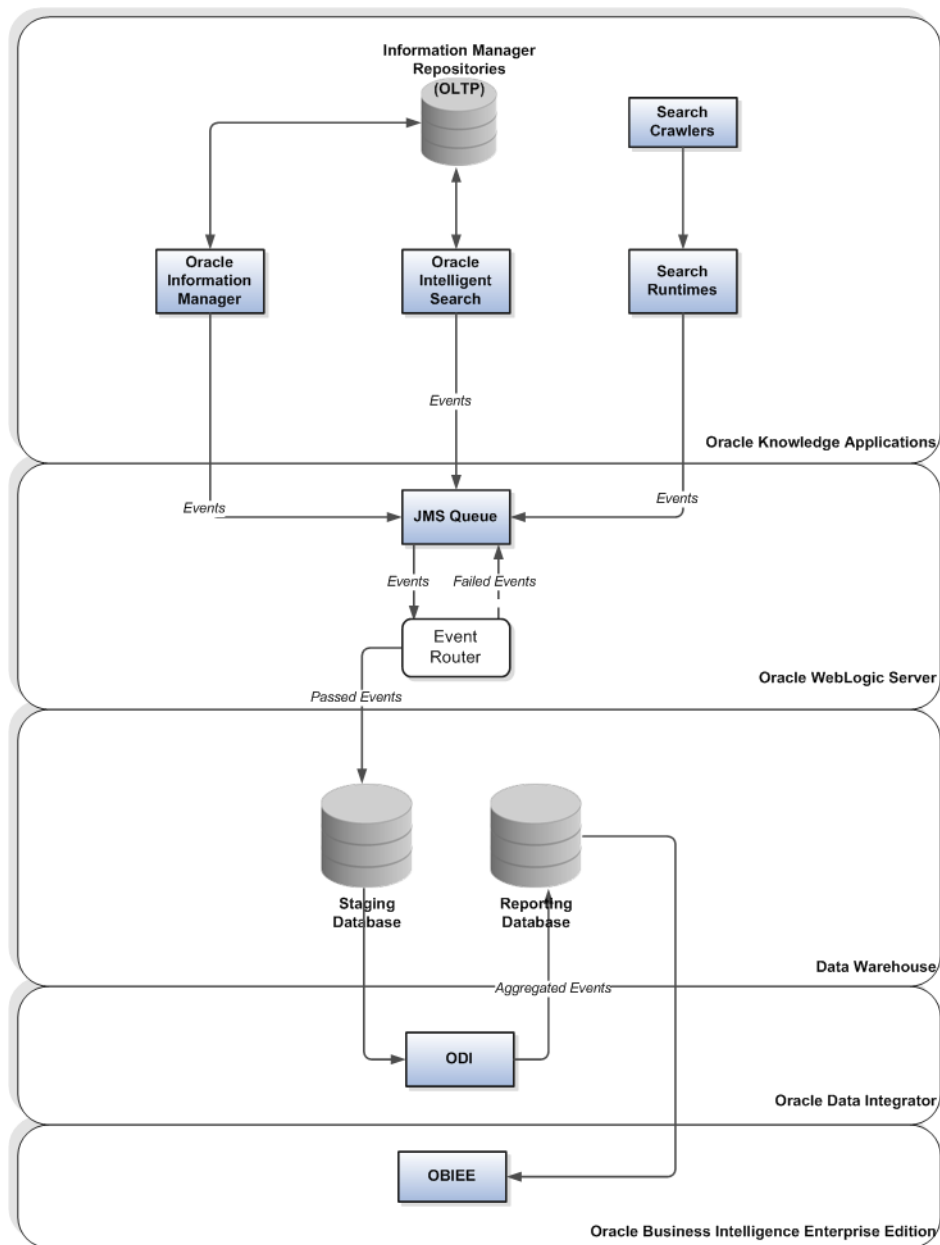 Information Manager
Repositories
(OLTP)
Search
Crawlers
Oracle
Information
Manager
Oracle
Intelligent
Search
Search
Runtimes
Events
Oracle Knowledge Applications
Events
JMS Queue
Events
Events
Failed Events
Event
Router
Oracle WebLogic Server
Passed Events
Staging
Database
Reporting
Database
Data Warehouse
Aggregated Events
ODI
Oracle Data Integrator
OBIEE
Oracle Business Intelligence Enterprise Edition